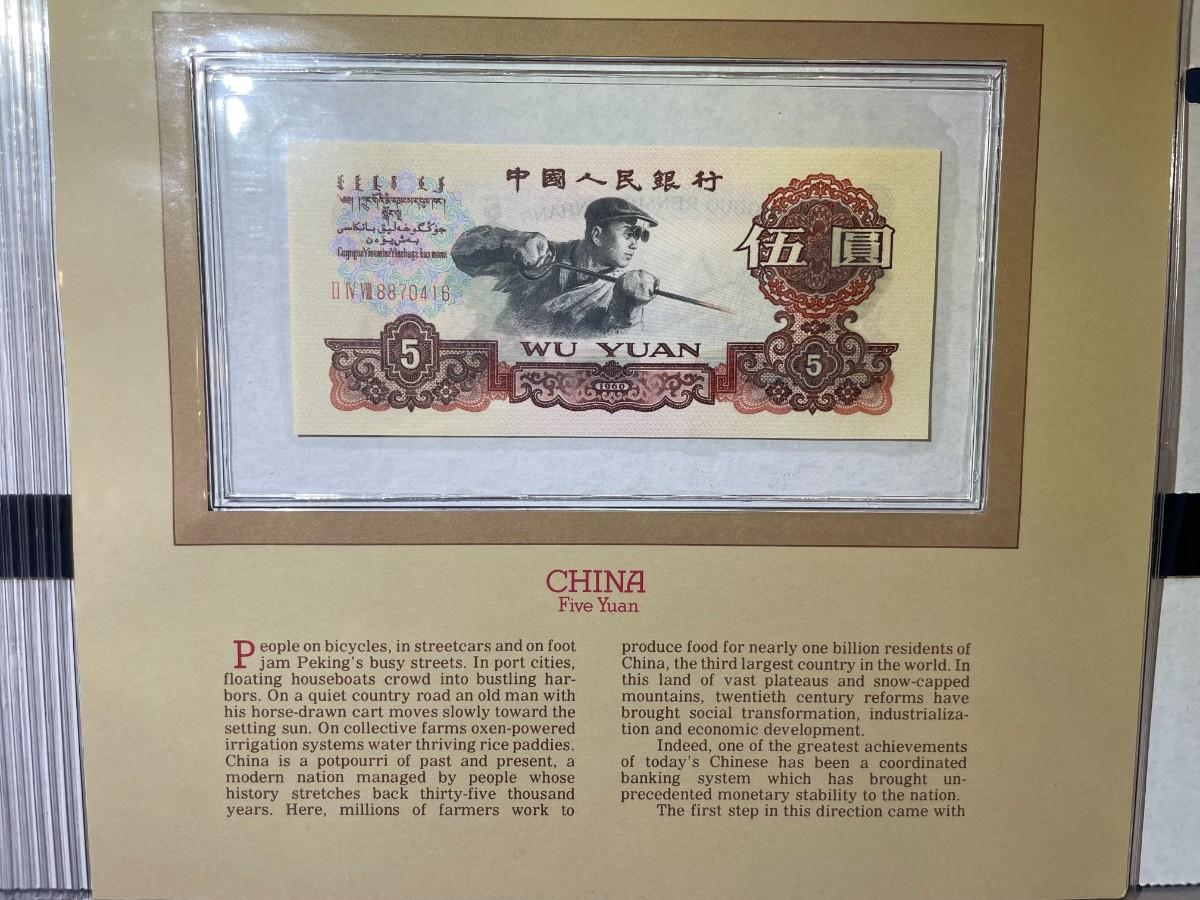 中國人民銀行
伍圓
جۇڭگو خەلق بانكاسى
بەش يۈەن
II IV VIII 8870416
5
WU YUAN
1960
5
CHINA
Five Yuan
People on bicycles, in streetcars and on foot
jam Peking's busy streets. In port cities,
floating houseboats crowd into bustling har-
bors. On a quiet country road an old man with
his horse-drawn cart moves slowly toward the
setting sun. On collective farms oxen-powered
irrigation systems water thriving rice paddies.
China is a potpourri of past and present, a
modern nation managed by people whose
history stretches back thirty-five thousand
years. Here, millions of farmers work to
produce food for nearly one billion residents of
China, the third largest country in the world. In
this land of vast plateaus and snow-capped
mountains, twentieth century reforms have
brought social transformation, industrializa-
tion and economic development.
Indeed, one of the greatest achievements
of today's Chinese has been a coordinated
banking system which has brought un-
precedented monetary stability to the nation.
The first step in this direction came with